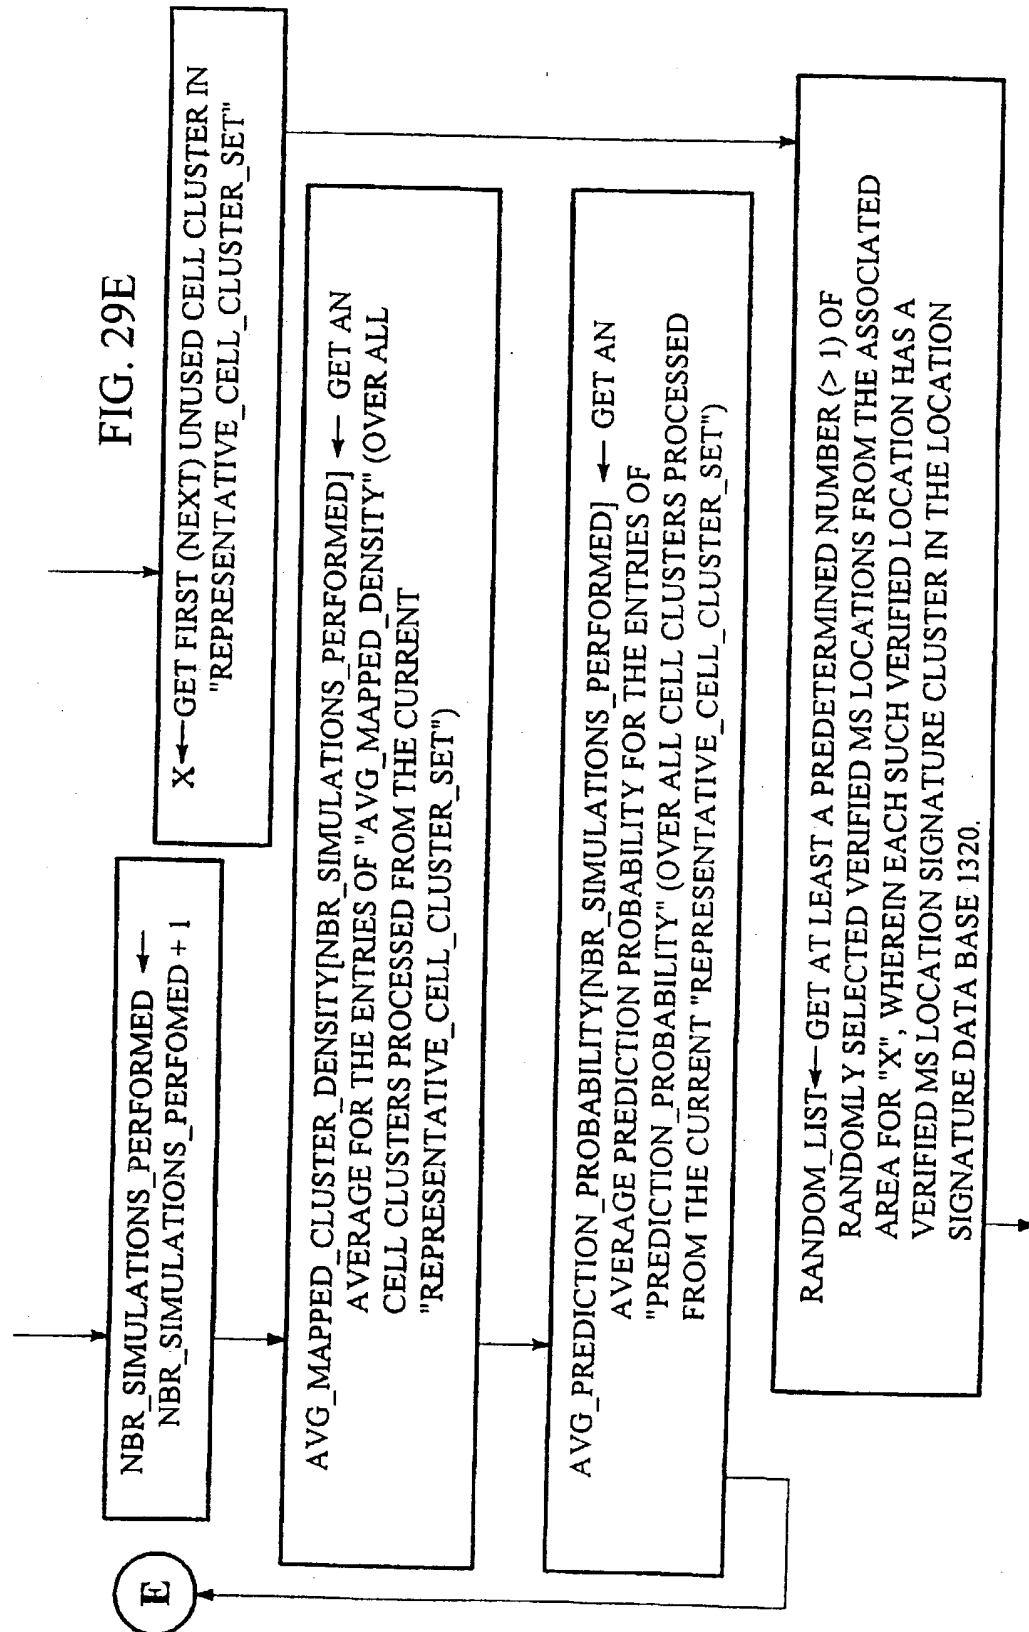 FIG. 29E
NBR_SIMULATIONS_PERFORMED ←
NBR_SIMULATIONS_PERFOMED + 1
X ← GET FIRST (NEXT) UNUSED CELL CLUSTER IN
"REPRESENTATIVE_CELL_CLUSTER_SET"
AVG_MAPPED_CLUSTER_DENSITY[NBR_SIMULATIONS_PERFORMED] ← GET AN
AVERAGE FOR THE ENTRIES OF "AVG_MAPPED_DENSITY" (OVER ALL
CELL CLUSTERS PROCESSED FROM THE CURRENT
"REPRESENTATIVE_CELL_CLUSTER_SET")
AVG_PREDICTION_PROBABILITY[NBR_SIMULATIONS_PERFORMED] ← GET AN
AVERAGE PREDICTION PROBABILITY FOR THE ENTRIES OF
"PREDICTION_PROBABILITY" (OVER ALL CELL CLUSTERS PROCESSED
FROM THE CURRENT "REPRESENTATIVE_CELL_CLUSTER_SET")
E
RANDOM_LIST ← GET AT LEAST A PREDETERMINED NUMBER (> 1) OF
RANDOMLY SELECTED VERIFIED MS LOCATIONS FROM THE ASSOCIATED
AREA FOR "X", WHEREIN EACH SUCH VERIFIED LOCATION HAS A
VERIFIED MS LOCATION SIGNATURE CLUSTER IN THE LOCATION
SIGNATURE DATA BASE 1320.